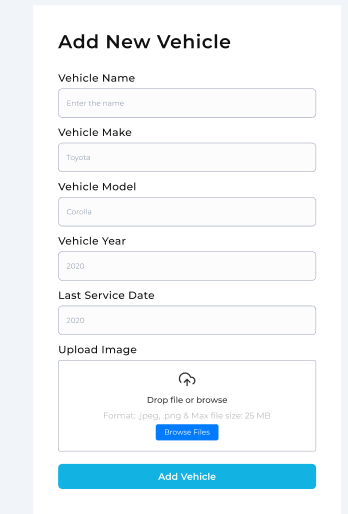 Add New Vehicle
Vehicle Name
Enter the name
Vehicle Make
Toyota
Vehicle Model
Corolla
Vehicle Year
2020
Last Service Date
2020
Upload Image
Drop file or browse
Format: .jpeg, .png & Max file size: 25 MB
Browse Files
Add Vehicle